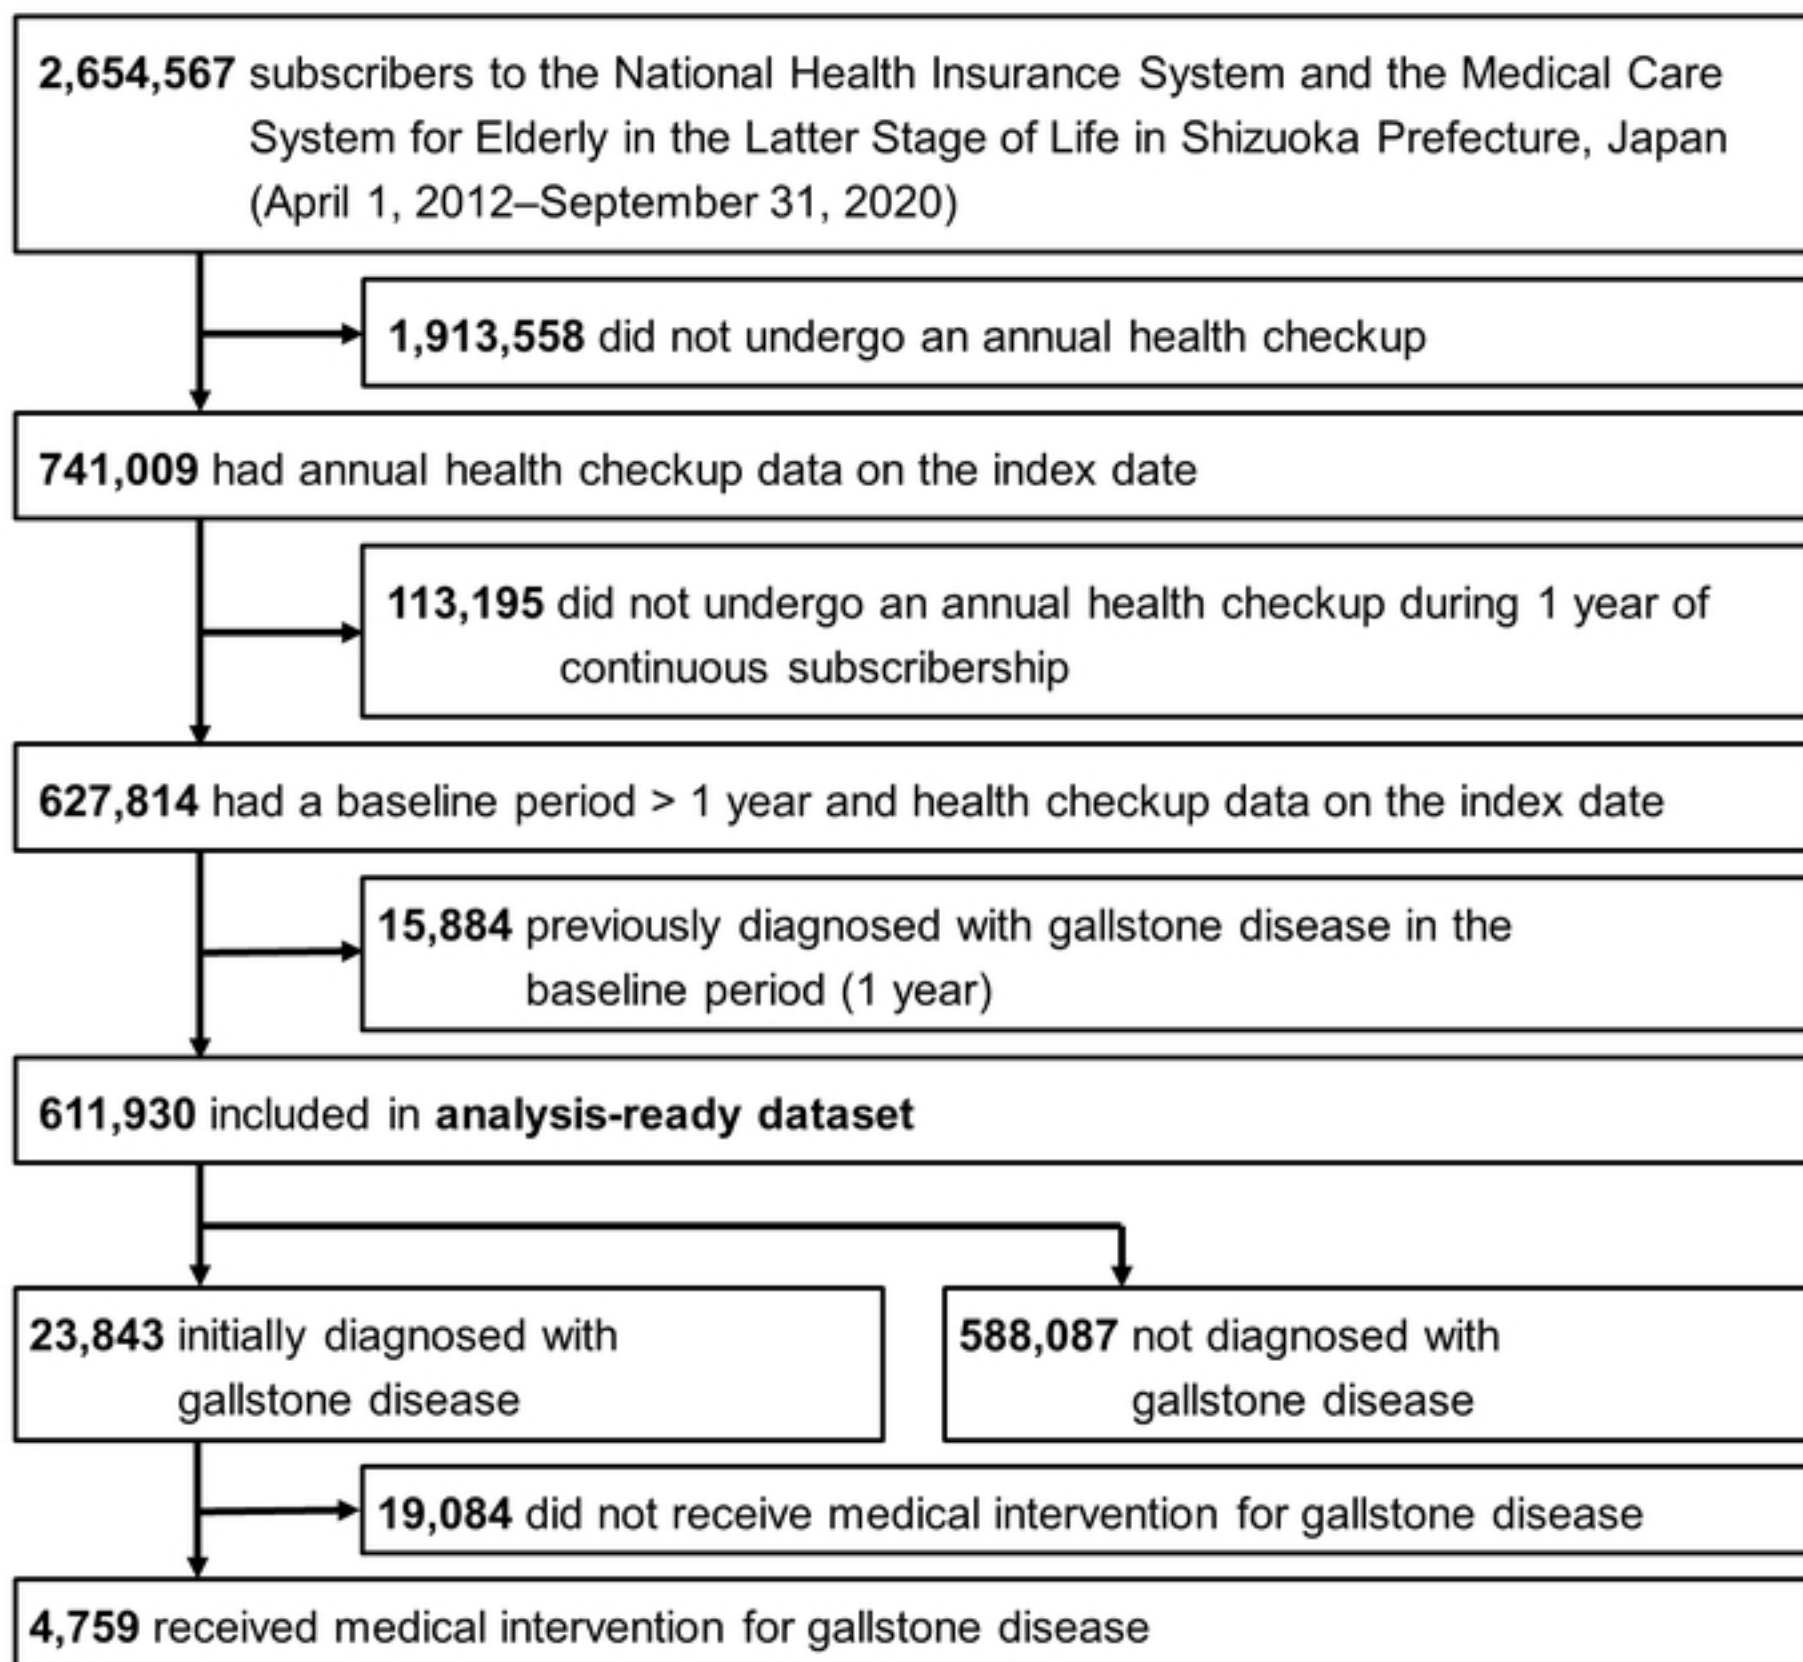 2,654,567 subscribers to the National Health Insurance System and the Medical Care
System for Elderly in the Latter Stage of Life in Shizuoka Prefecture, Japan
(April 1, 2012–September 31, 2020)
1,913,558 did not undergo an annual health checkup
741,009 had annual health checkup data on the index date
113,195 did not undergo an annual health checkup during 1 year of
continuous subscribership
627,814 had a baseline period > 1 year and health checkup data on the index date
15,884 previously diagnosed with gallstone disease in the
baseline period (1 year)
611,930 included in analysis-ready dataset
23,843 initially diagnosed with
gallstone disease
588,087 not diagnosed with
gallstone disease
19,084 did not receive medical intervention for gallstone disease
4,759 received medical intervention for gallstone disease